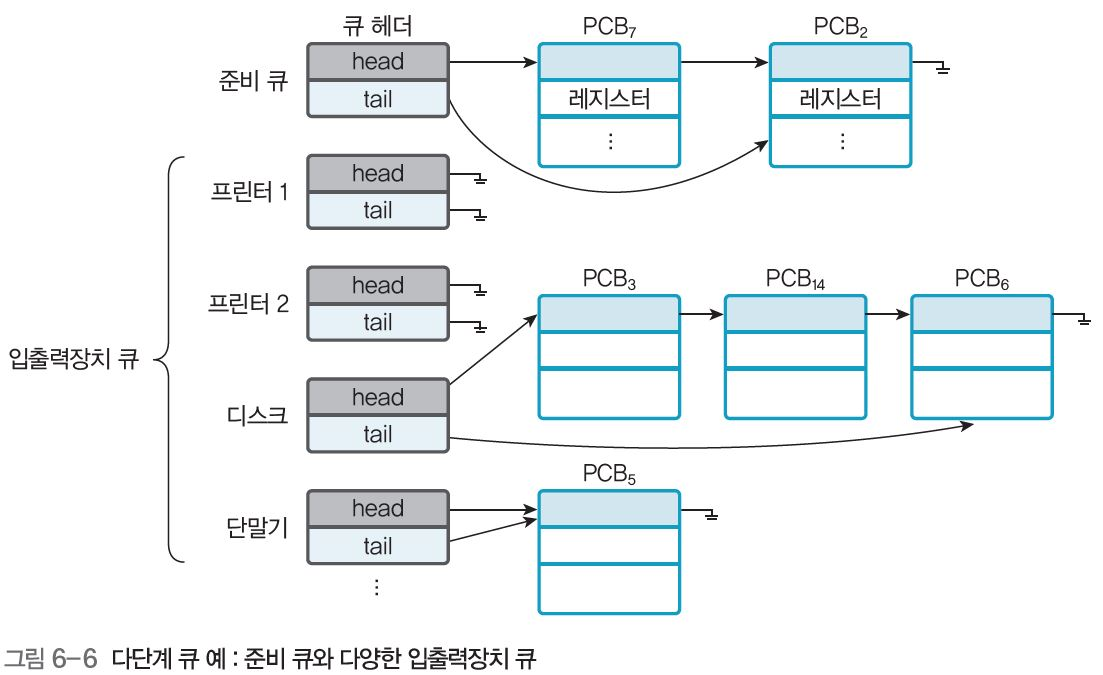 큐 헤더
PCB7
PCB2
준비 큐
head
tail
레지스터
⋮
레지스터
⋮
프린터 1
head
tail
프린터 2
head
tail
PCB3
PCB14
PCB6
입출력장치 큐
디스크
head
tail
PCB5
단말기
head
tail
⋮
그림 6-6 다단계 큐 예 : 준비 큐와 다양한 입출력장치 큐